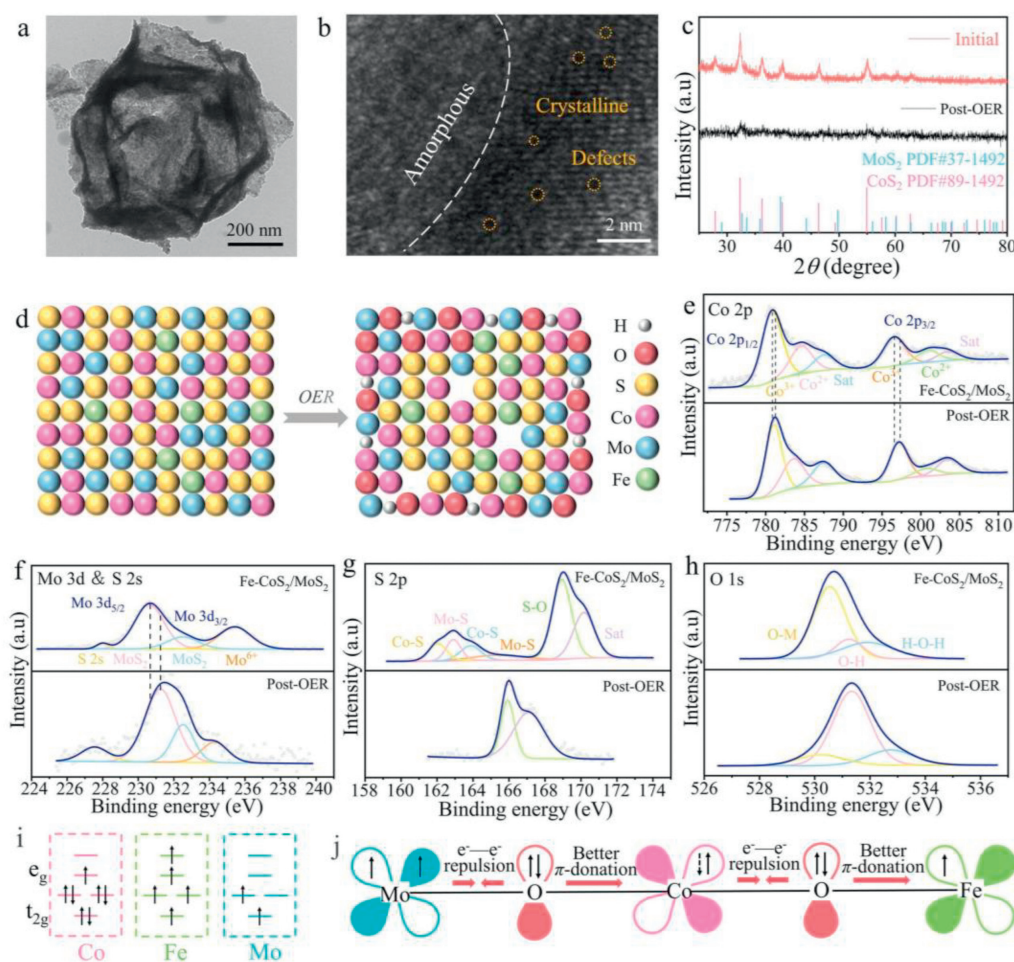 a
200 nm
b
Amorphous
Crystalline
Defects
2 nm
c
Intensity (a.u)
Initial
Post-OER
MoS2 PDF#37-1492
CoS2 PDF#89-1492
30 40 50 60 70 80
2θ (degree)
d
OER
H
O
S
Co
Mo
Fe
e
Intensity (a.u)
Co 2p
Co 2p1/2
Co 2p3/2
Sat
Co3+
Co2+
Sat
Co2+
Fe-CoS2/MoS2
Post-OER
775 780 785 790 795 800 805 810
Binding energy (eV)
f
Intensity (a.u)
Mo 3d & S 2s
Fe-CoS2/MoS2
Mo 3d5/2
Mo 3d3/2
S 2s
MoS2
MoS2
Mo6+
Post-OER
224 226 228 230 232 234 236 238 240
Binding energy (eV)
g
Intensity (a.u)
S 2p
Fe-CoS2/MoS2
Co-S
Mo-S
Co-S
Mo-S
S-O
Sat
Post-OER
158 160 162 164 166 168 170 172 174
Binding energy (eV)
h
Intensity (a.u)
O 1s
Fe-CoS2/MoS2
O-M
O-H
H-O-H
Post-OER
526 528 530 532 534 536
Binding energy (eV)
i
eg
t2g
Co
Fe
Mo
j
e-—e-
repulsion
Better
π-donation
e-—e-
repulsion
Better
π-donation
Mo
O
Co
O
Fe